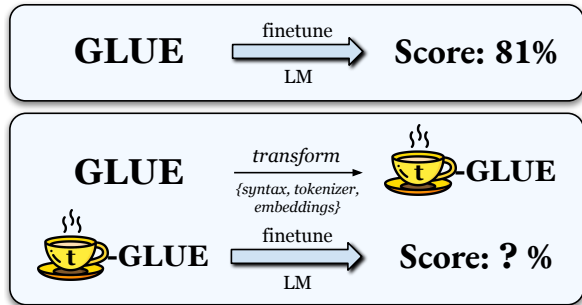 GLUE finetune LM Score: 81%
GLUE transform {syntax, tokenizer, embeddings} t-GLUE
t-GLUE finetune LM Score: ? %